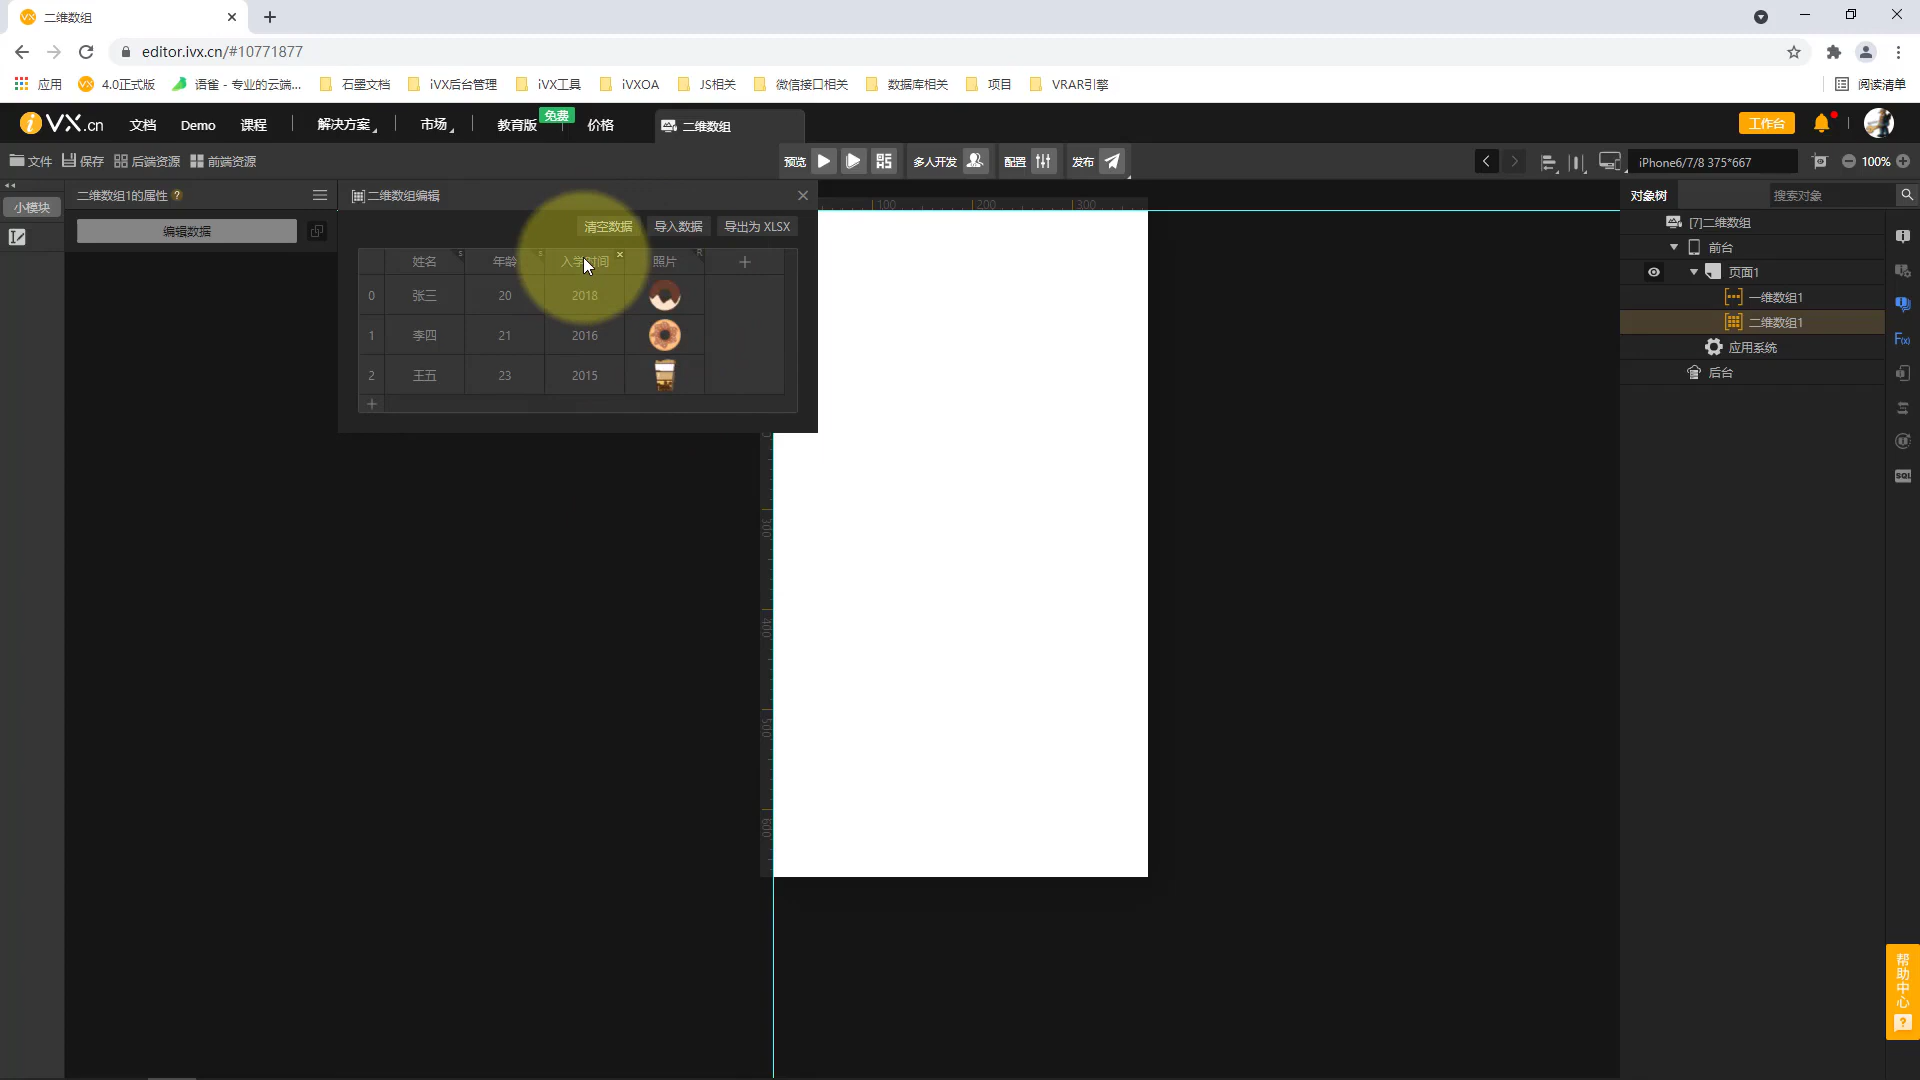 二维数组
editor.ivx.cn/#10771877
应用 4.0正式版 语雀 - 专业的云端... 石墨文档 iVX后台管理 iVX工具 iVXOA JS相关 微信接口相关 数据库相关 项目 VRAR引擎 阅读清单
iVX.cn 文档 Demo 课程 解决方案 市场 教育版 免费 价格 二维数组 工作台
文件 保存 后端资源 前端资源 预览 多人开发 配置 发布 iPhone6/7/8 375*667 100%
二维数组1的属性 ? 二维数组编辑 对象树 搜索对象
小模块 编辑数据
清空数据 导入数据 导出为 XLSX
100 200 300
姓名 S 年龄 S 入学时间 照片 R +
0 张三 20 2018
1 李四 21 2016
2 王五 23 2015
+
[7]二维数组
前台
页面1
一维数组1
二维数组1
应用系统
后台
F(x)
SQL
300
400
500
600
帮助中心
?